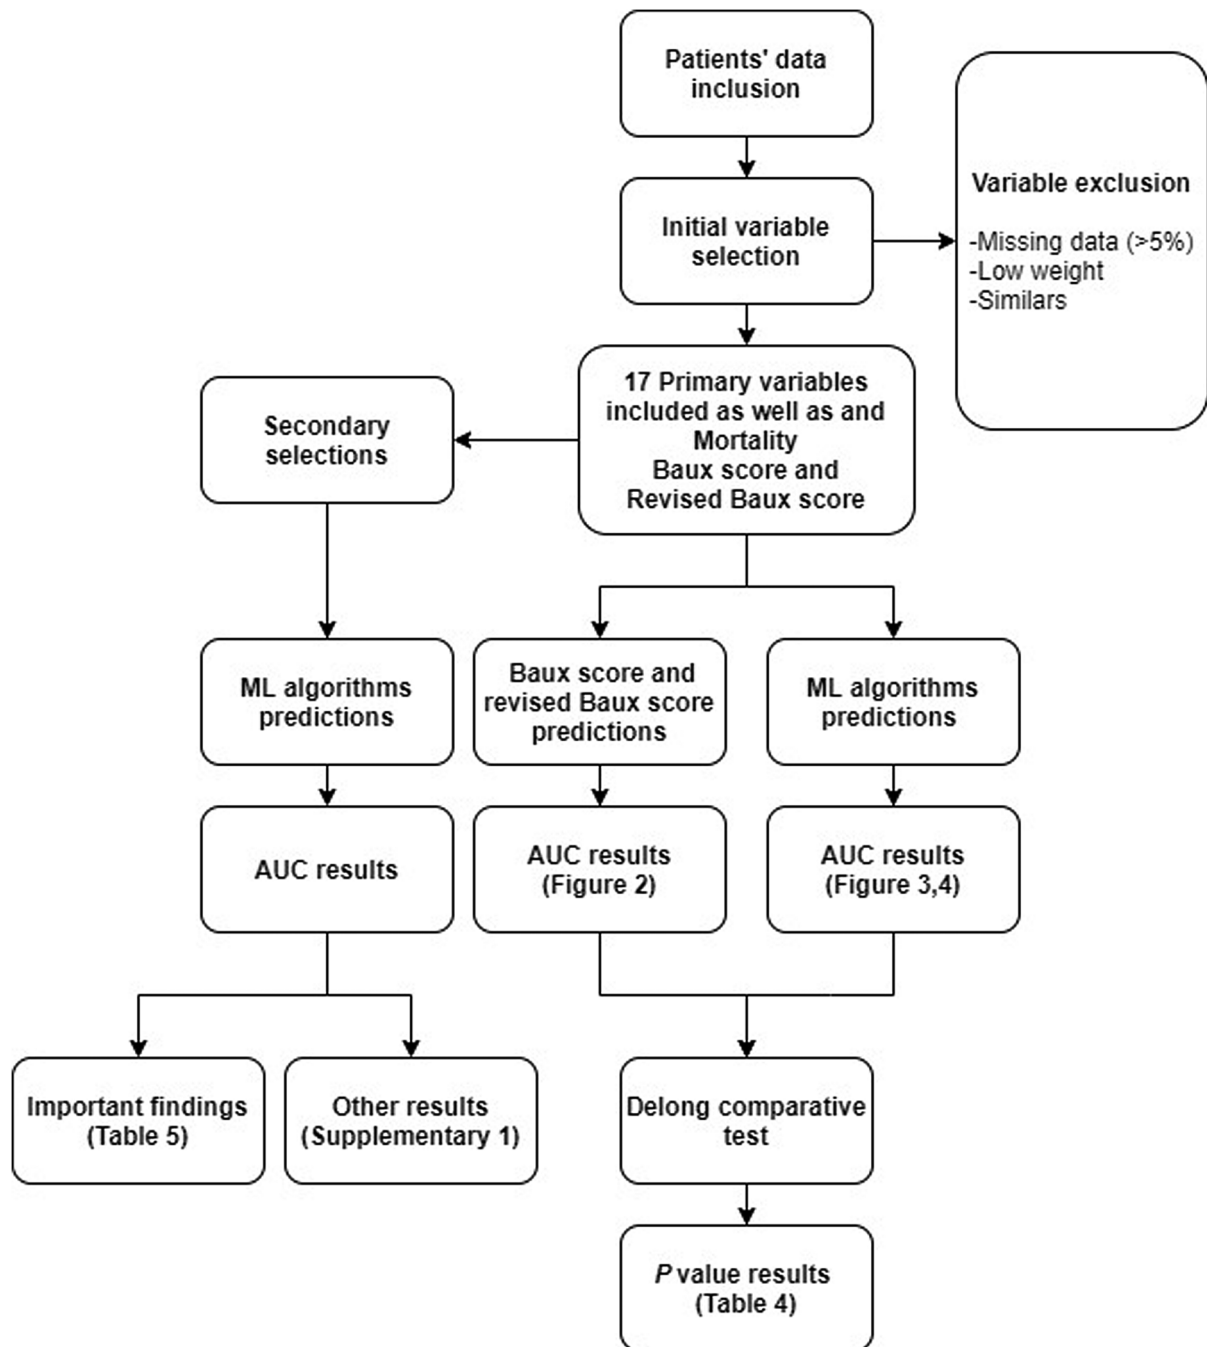 Patients' data
inclusion
Initial variable
selection
Variable exclusion
-Missing data (>5%)
-Low weight
-Similars
17 Primary variables
included as well as and
Mortality
Baux score and
Revised Baux score
Secondary
selections
ML algorithms
predictions
Baux score and
revised Baux score
predictions
ML algorithms
predictions
AUC results
AUC results
(Figure 2)
AUC results
(Figure 3,4)
Important findings
(Table 5)
Other results
(Supplementary 1)
Delong comparative
test
P value results
(Table 4)